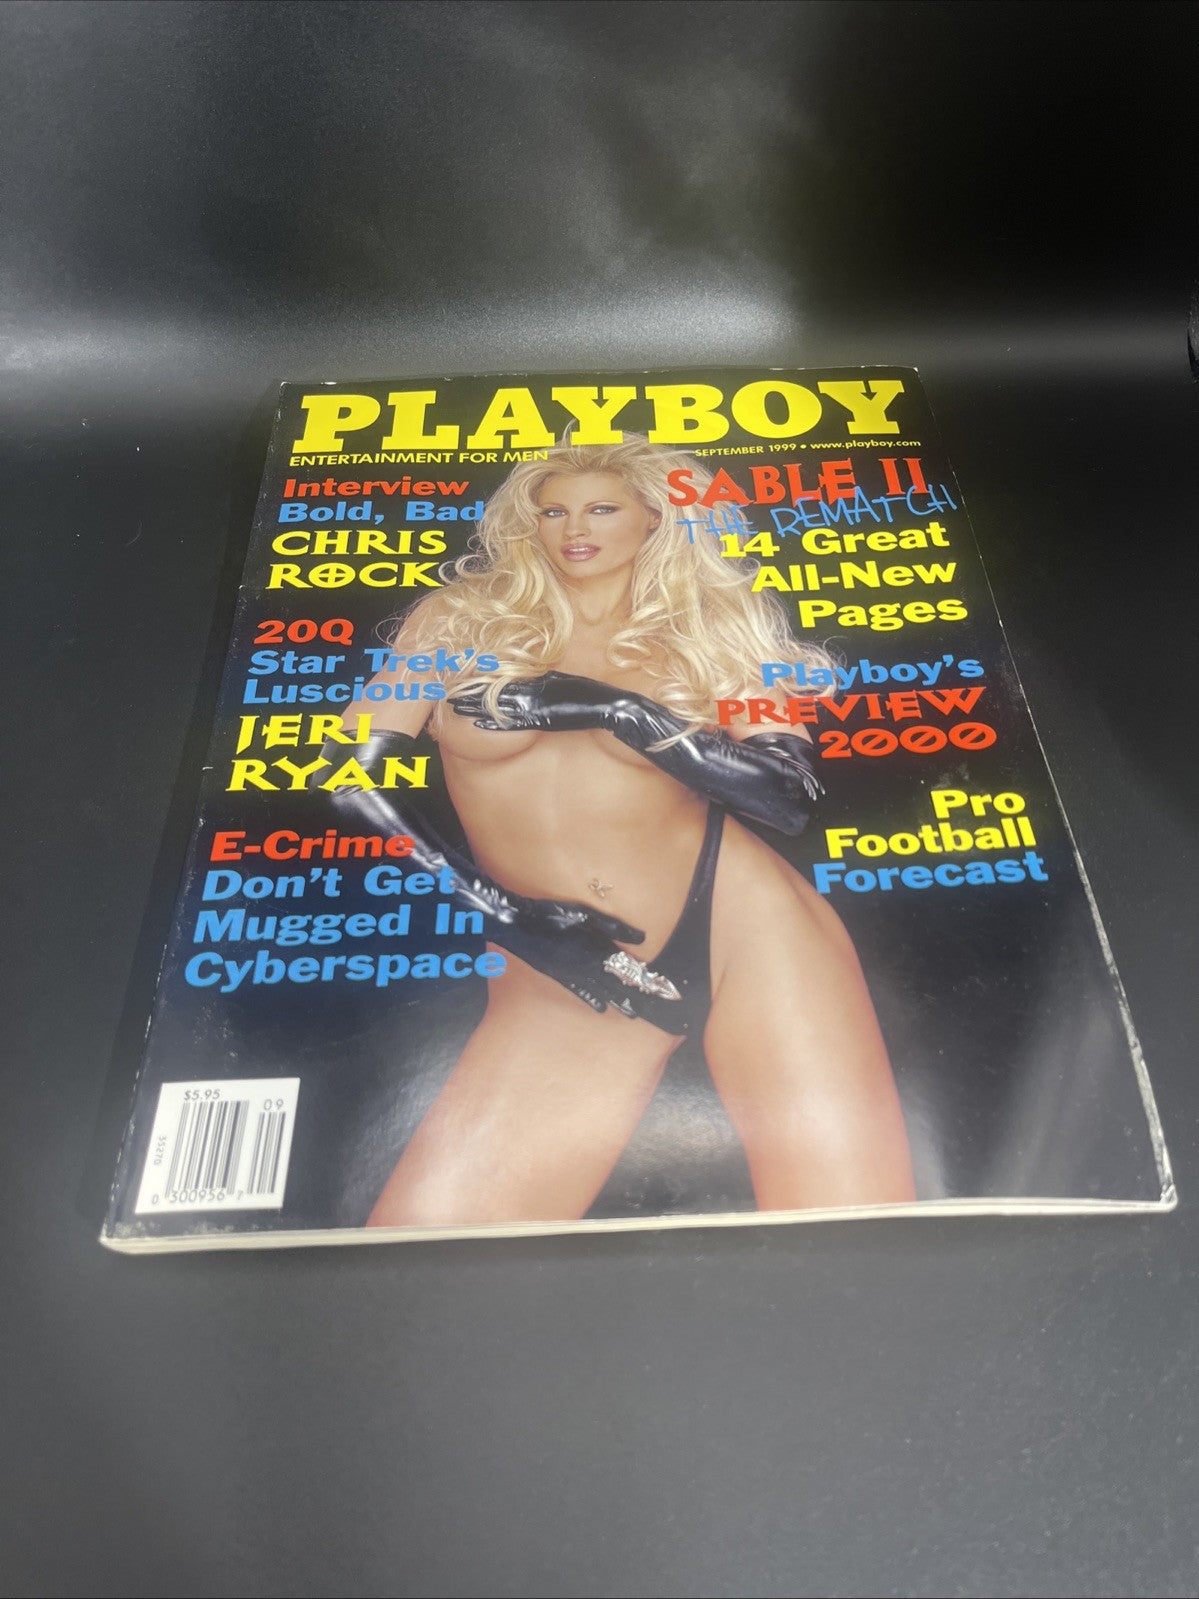 PLAYBOY
ENTERTAINMENT FOR MEN
SEPTEMBER 1999 • www.playboy.com
Interview
Bold, Bad
CHRIS
ROCK
20Q
Star Trek's
Luscious
JERI
RYAN
E-Crime
Don't Get
Mugged In
Cyberspace
SABLE II
THE REMATCH
14 Great
All-New
Pages
Playboy's
PREVIEW
2000
Pro
Football
Forecast
$5.95
09
35270
0 300956 7